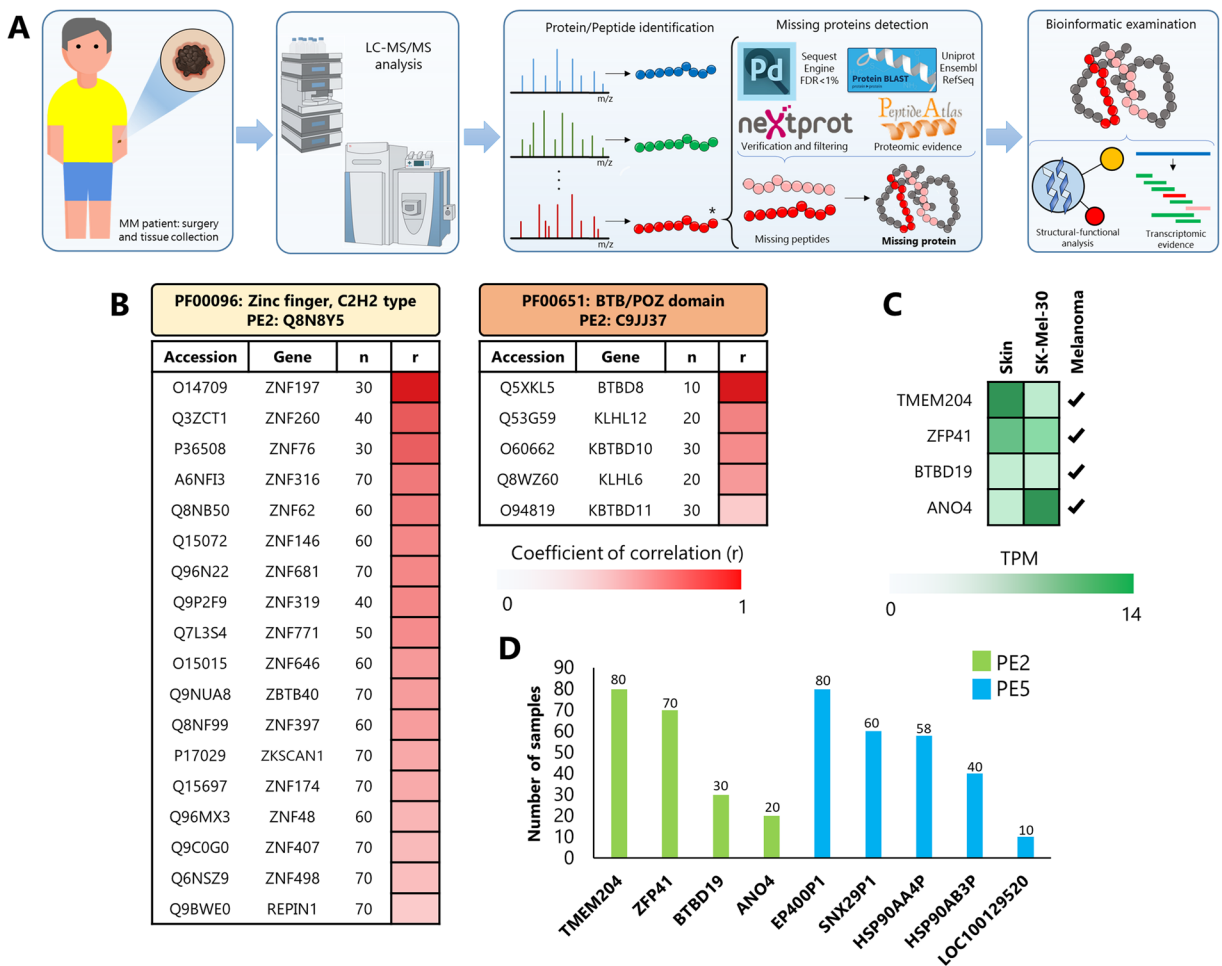 A
MM patient: surgery
and tissue collection
LC-MS/MS
analysis
Protein/Peptide identification
m/z
m/z
m/z
*
Missing proteins detection
Pd
Sequest
Engine
FDR<1%
Protein BLAST
protein ▸ protein
Uniprot
Ensembl
RefSeq
neXtprot
Verification and filtering
PeptideAtlas
Proteomic evidence
Missing peptides
Missing protein
Bioinformatic examination
Structural-functional
analysis
Transcriptomic
evidence
B
PF00096: Zinc finger, C2H2 type
PE2: Q8N8Y5
Accession Gene n r
O14709 ZNF197 30
Q3ZCT1 ZNF260 40
P36508 ZNF76 30
A6NFI3 ZNF316 70
Q8NB50 ZNF62 60
Q15072 ZNF146 60
Q96N22 ZNF681 70
Q9P2F9 ZNF319 40
Q7L3S4 ZNF771 50
O15015 ZNF646 60
Q9NUA8 ZBTB40 70
Q8NF99 ZNF397 60
P17029 ZKSCAN1 70
Q15697 ZNF174 70
Q96MX3 ZNF48 60
Q9C0G0 ZNF407 70
Q6NSZ9 ZNF498 70
Q9BWE0 REPIN1 70
PF00651: BTB/POZ domain
PE2: C9JJ37
Accession Gene n r
Q5XKL5 BTBD8 10
Q53G59 KLHL12 20
O60662 KBTBD10 30
Q8WZ60 KLHL6 20
O94819 KBTBD11 30
Coefficient of correlation (r)
0 1
C
Skin
SK-Mel-30
Melanoma
TMEM204 ✓
ZFP41 ✓
BTBD19 ✓
ANO4 ✓
TPM
0 14
D
Number of samples
90
80
70
60
50
40
30
20
10
0
80
70
30
20
80
60
58
40
10
PE2
PE5
TMEM204
ZFP41
BTBD19
ANO4
EP400P1
SNX29P1
HSP90AA4P
HSP90AB3P
LOC100129520